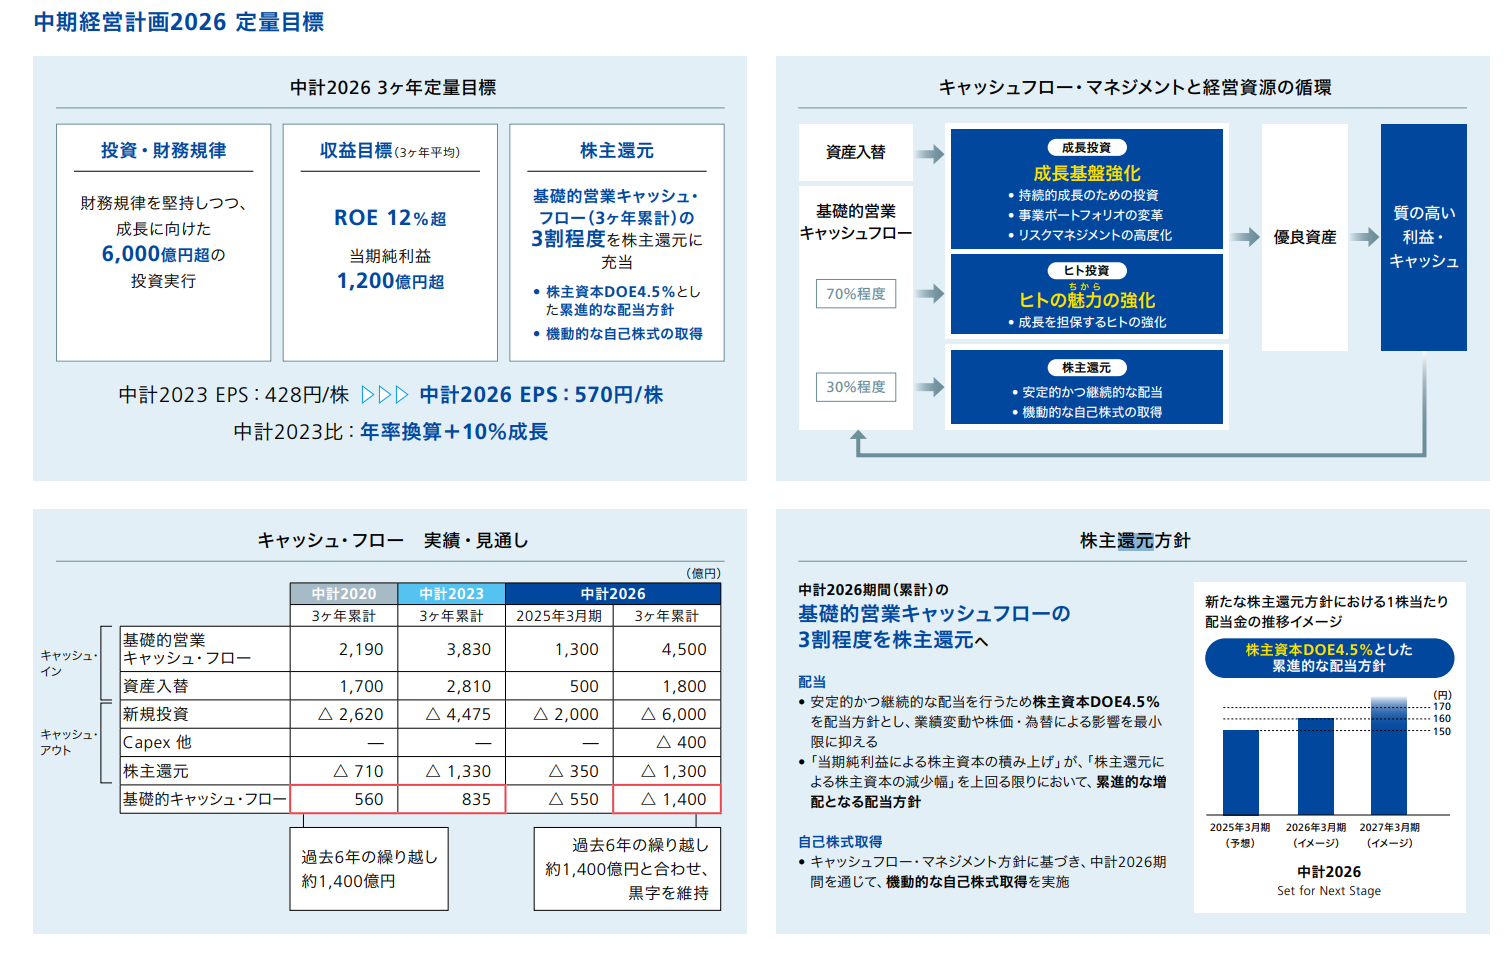 中期経営計画2026 定量目標
中計2026 3ヶ年定量目標
投資・財務規律
財務規律を堅持しつつ、
成長に向けた
6,000億円超の
投資実行
収益目標(3ヶ年平均)
ROE 12%超
当期純利益
1,200億円超
株主還元
基礎的営業キャッシュ・
フロー(3ヶ年累計)の
3割程度を株主還元に
充当
• 株主資本DOE4.5%とし
た累進的な配当方針
• 機動的な自己株式の取得
中計2023 EPS：428円/株 ▷▷▷ 中計2026 EPS：570円/株
中計2023比：年率換算＋10%成長
キャッシュフロー・マネジメントと経営資源の循環
資産入替
基礎的営業
キャッシュフロー
70%程度
30%程度
成長投資
成長基盤強化
• 持続的成長のための投資
• 事業ポートフォリオの変革
• リスクマネジメントの高度化
ヒト投資
ちから
ヒトの魅力の強化
• 成長を担保するヒトの強化
株主還元
• 安定的かつ継続的な配当
• 機動的な自己株式の取得
優良資産
質の高い
利益・
キャッシュ
キャッシュ・フロー　実績・見通し
(億円)
中計2020 中計2023 中計2026
3ヶ年累計 3ヶ年累計 2025年3月期 3ヶ年累計
キャッシュ・
イン
基礎的営業
キャッシュ・フロー 2,190 3,830 1,300 4,500
資産入替 1,700 2,810 500 1,800
キャッシュ・
アウト
新規投資 △ 2,620 △ 4,475 △ 2,000 △ 6,000
Capex 他 — — — △ 400
株主還元 △ 710 △ 1,330 △ 350 △ 1,300
基礎的キャッシュ・フロー 560 835 △ 550 △ 1,400
過去6年の繰り越し
約1,400億円
過去6年の繰り越し
約1,400億円と合わせ、
黒字を維持
株主還元方針
中計2026期間(累計)の
基礎的営業キャッシュフローの
3割程度を株主還元へ
配当
• 安定的かつ継続的な配当を行うため株主資本DOE4.5%
を配当方針とし、業績変動や株価・為替による影響を最小
限に抑える
• 「当期純利益による株主資本の積み上げ」が、「株主還元に
よる株主資本の減少幅」を上回る限りにおいて、累進的な増
配となる配当方針
自己株式取得
• キャッシュフロー・マネジメント方針に基づき、中計2026期
間を通じて、機動的な自己株式取得を実施
新たな株主還元方針における1株当たり
配当金の推移イメージ
株主資本DOE4.5%とした
累進的な配当方針
(円)
170
160
150
2025年3月期 2026年3月期 2027年3月期
(予想) (イメージ) (イメージ)
中計2026
Set for Next Stage